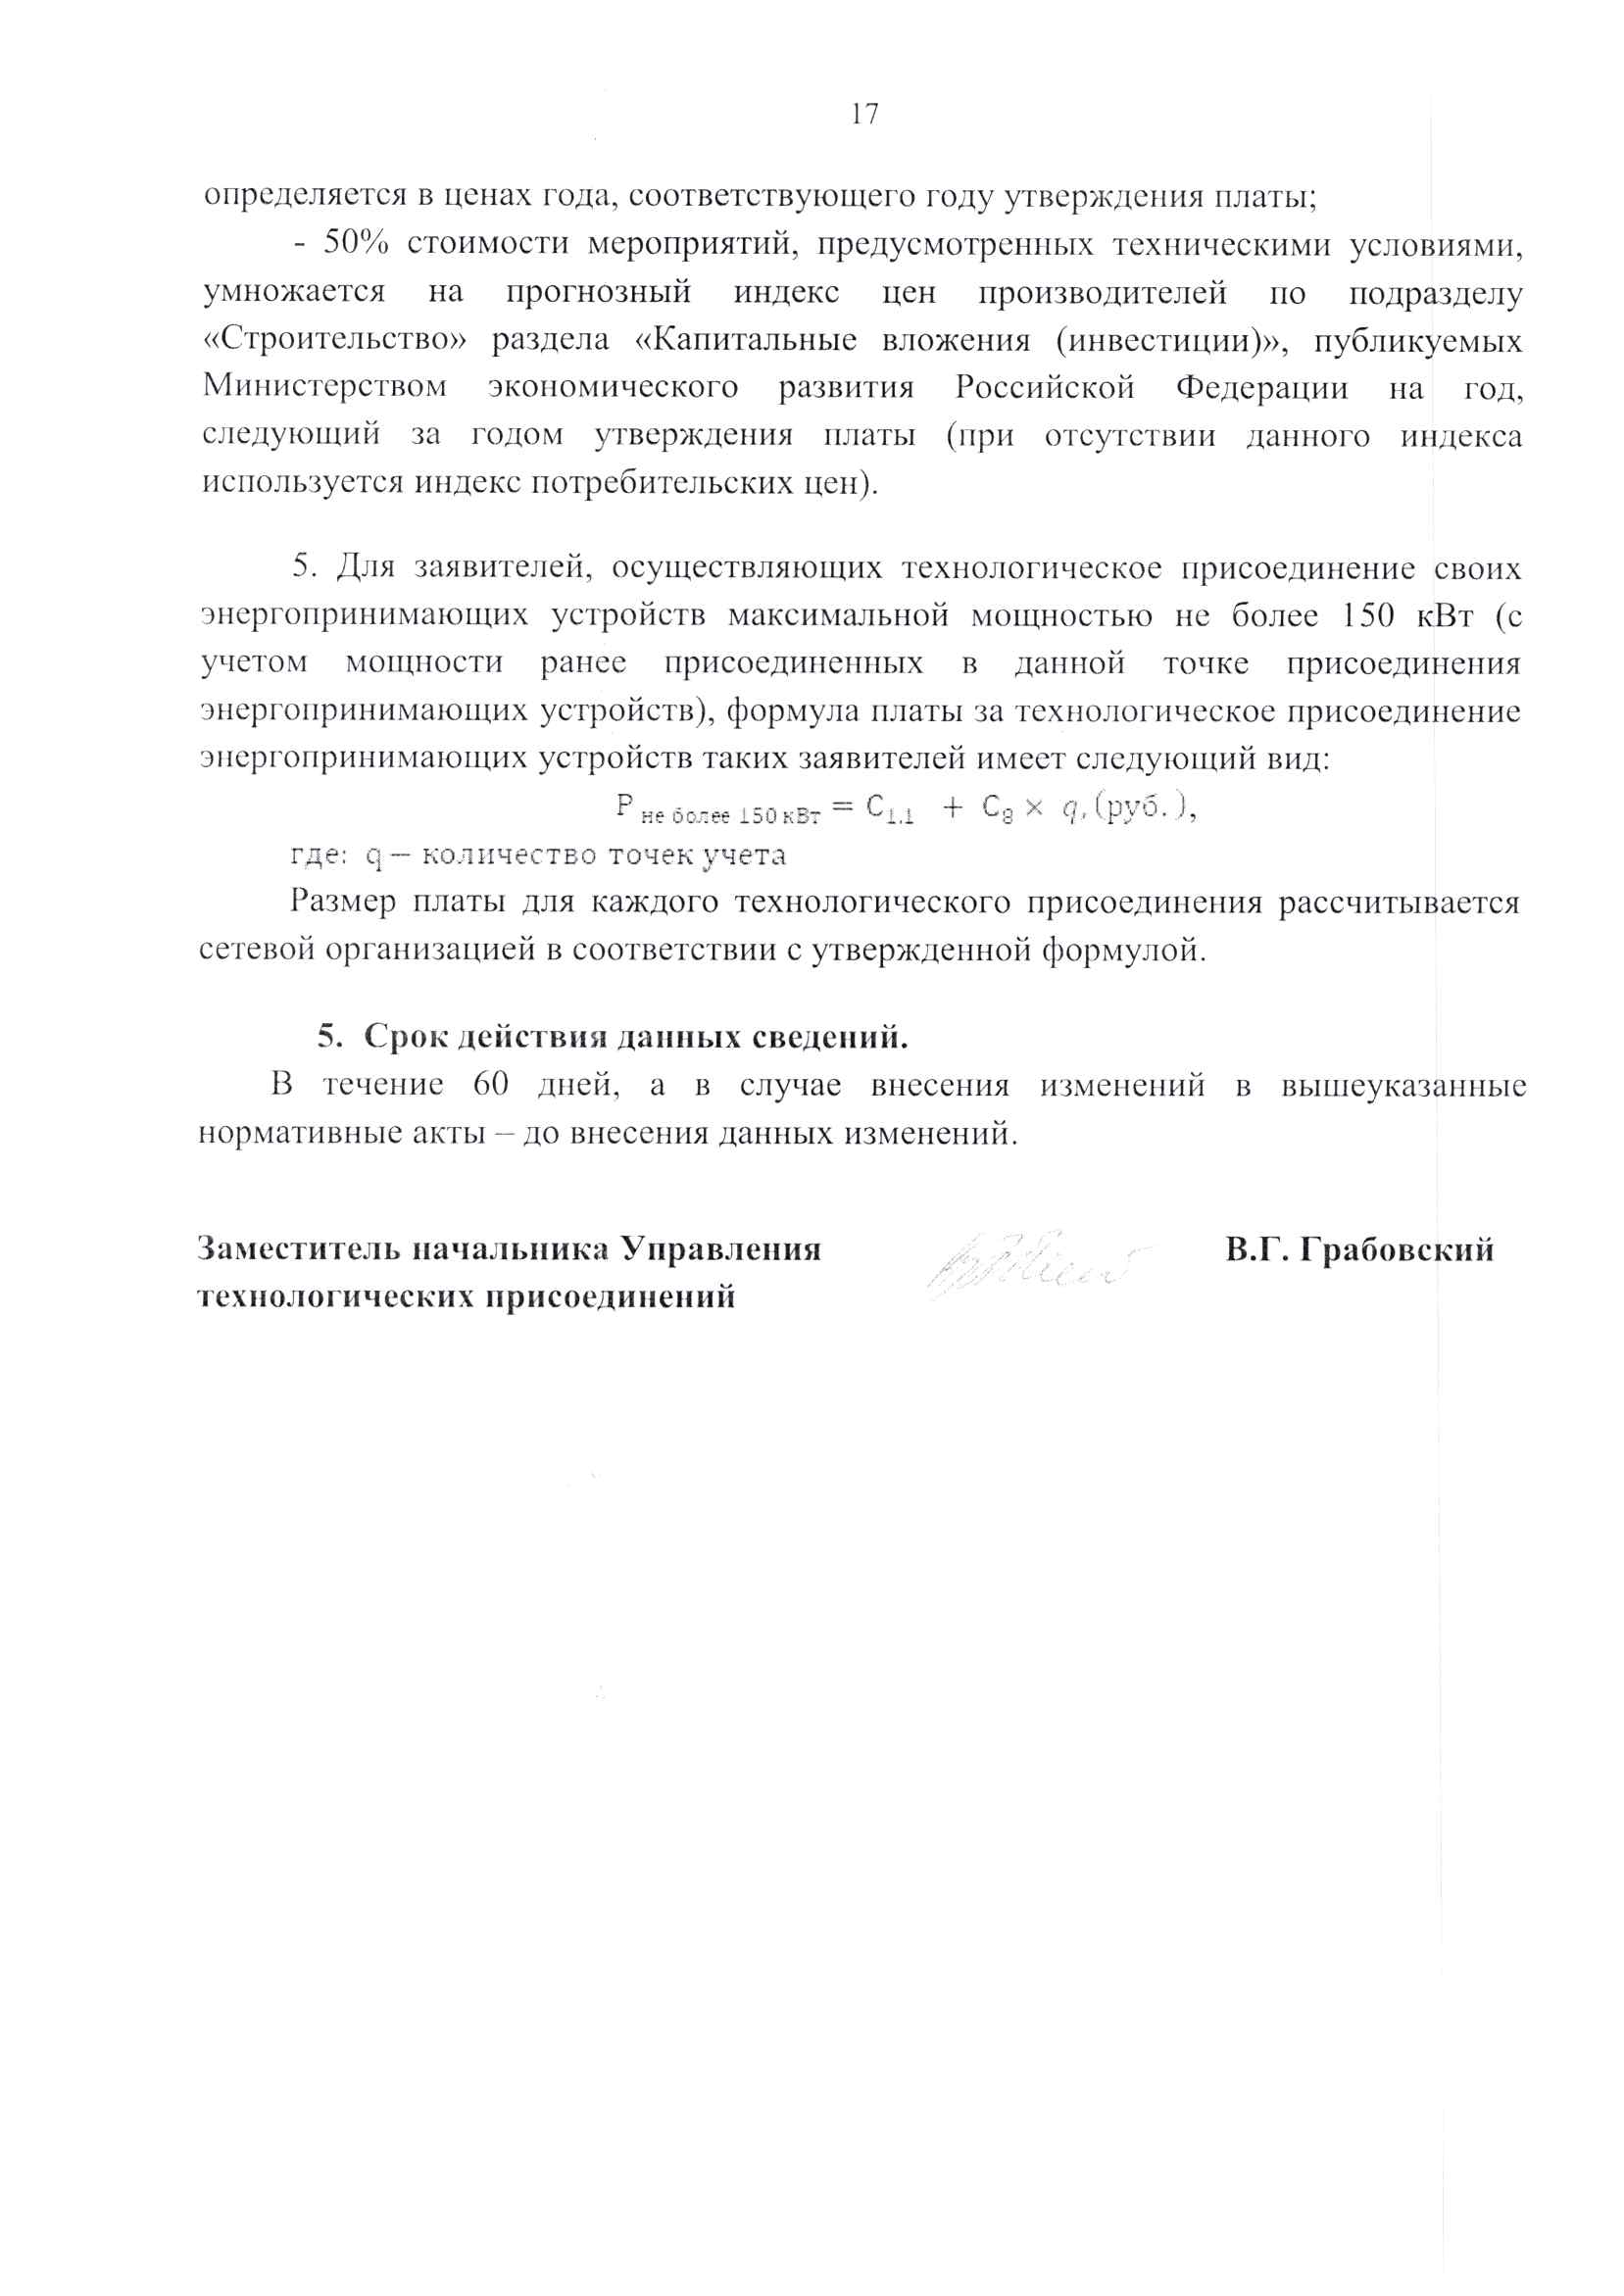 17
определяется в ценах года, соответствующего году утверждения платы;
- 50% стоимости мероприятий, предусмотренных техническими условиями,
умножается на прогнозный индекс цен производителей по подразделу
«Строительство» раздела «Капитальные вложения (инвестиции)», публикуемых
Министерством экономического развития Российской Федерации на год,
следующий за годом утверждения платы (при отсутствии данного индекса
используется индекс потребительских цен).
5. Для заявителей, осуществляющих технологическое присоединение своих
энергопринимающих устройств максимальной мощностью не более 150 кВт (с
учетом мощности ранее присоединенных в данной точке присоединения
энергопринимающих устройств), формула платы за технологическое присоединение
энергопринимающих устройств таких заявителей имеет следующий вид:
P не более 150 кВт = C1.1 + C8 × q, (руб.),
где: q – количество точек учета
Размер платы для каждого технологического присоединения рассчитывается
сетевой организацией в соответствии с утвержденной формулой.
5. Срок действия данных сведений.
В течение 60 дней, а в случае внесения изменений в вышеуказанные
нормативные акты – до внесения данных изменений.
Заместитель начальника Управления В.Г. Грабовский
технологических присоединений